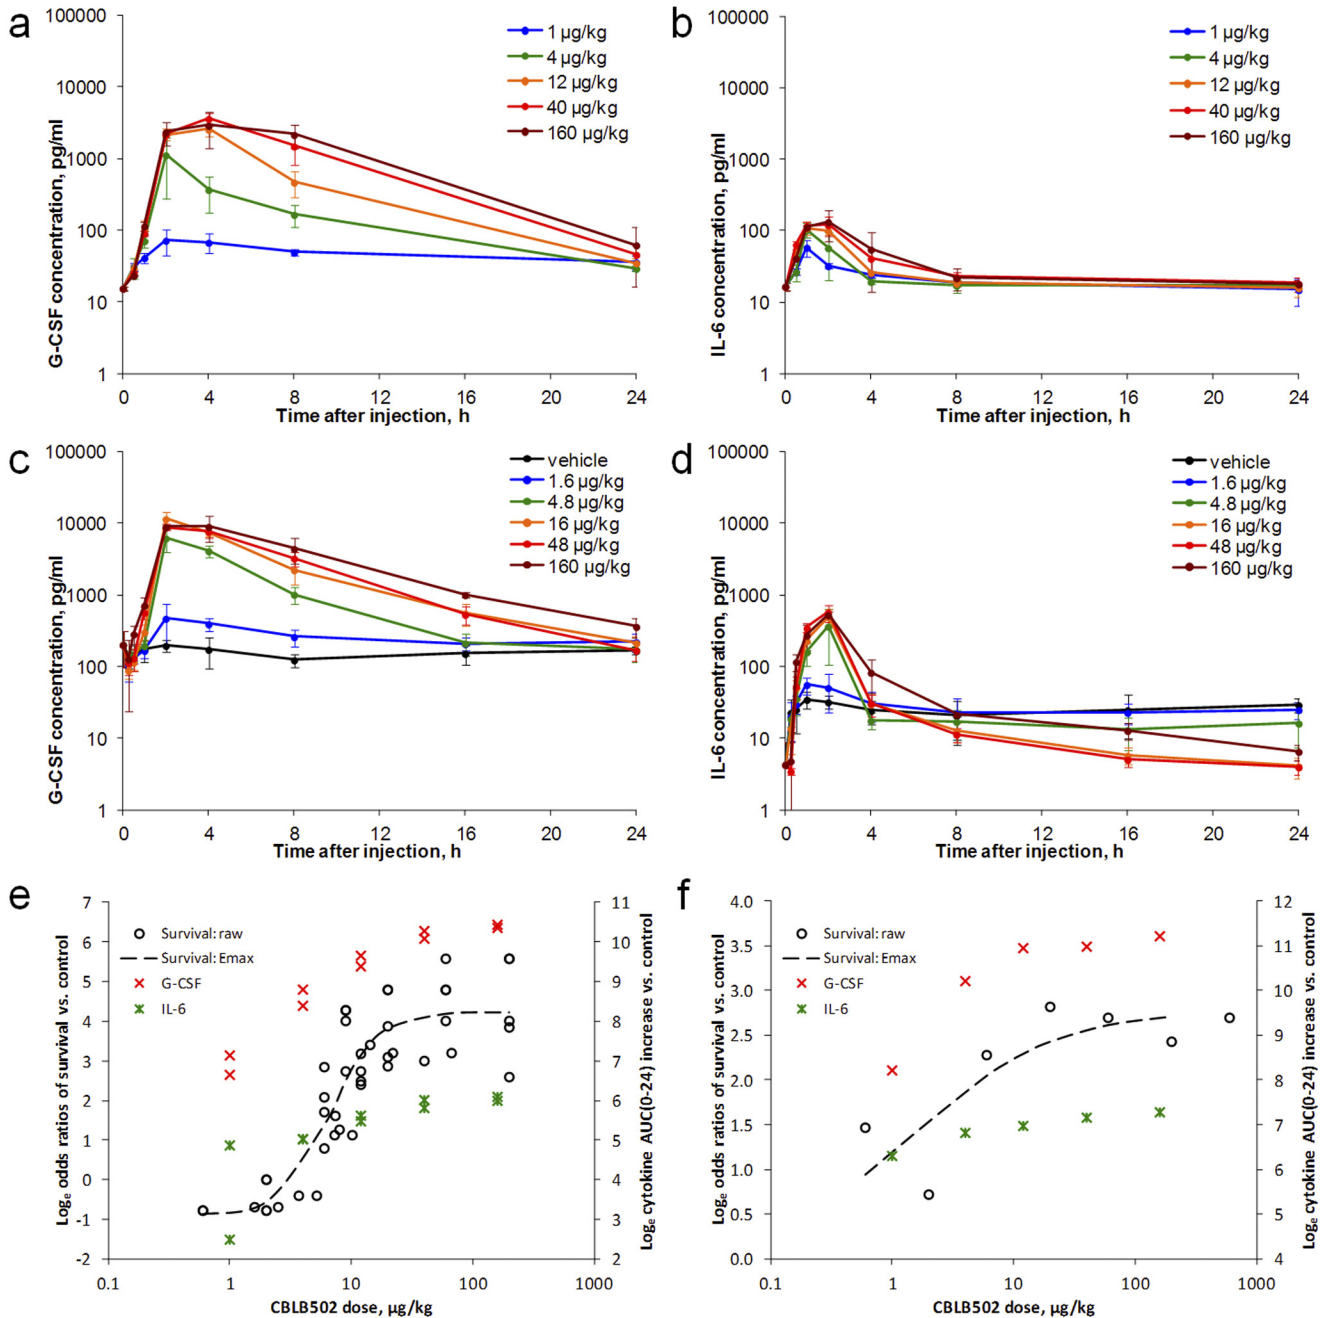 a
100000
10000
1000
100
10
1
G-CSF concentration, pg/ml
1 µg/kg
4 µg/kg
12 µg/kg
40 µg/kg
160 µg/kg
0 4 8 12 16 20 24
Time after injection, h
b
100000
10000
1000
100
10
1
IL-6 concentration, pg/ml
1 µg/kg
4 µg/kg
12 µg/kg
40 µg/kg
160 µg/kg
0 4 8 12 16 20 24
Time after injection, h
c
100000
10000
1000
100
10
1
G-CSF concentration, pg/ml
vehicle
1.6 µg/kg
4.8 µg/kg
16 µg/kg
48 µg/kg
160 µg/kg
0 4 8 12 16 20 24
Time after injection, h
d
100000
10000
1000
100
10
1
IL-6 concentration, pg/ml
vehicle
1.6 µg/kg
4.8 µg/kg
16 µg/kg
48 µg/kg
160 µg/kg
0 4 8 12 16 20 24
Time after injection, h
e
7
6
5
4
3
2
1
0
-1
-2
Logₑ odds ratios of survival vs. control
Survival: raw
Survival: Emax
G-CSF
IL-6
11
10
9
8
7
6
5
4
3
2
Logₑ cytokine AUC(0-24) increase vs. control
0.1 1 10 100 1000
CBLB502 dose, µg/kg
f
4.0
3.5
3.0
2.5
2.0
1.5
1.0
0.5
0.0
Logₑ odds ratios of survival vs. control
Survival: raw
Survival: Emax
G-CSF
IL-6
12
11
10
9
8
7
6
5
4
Logₑ cytokine AUC(0-24) increase vs. control
0.1 1 10 100 1000
CBLB502 dose, µg/kg